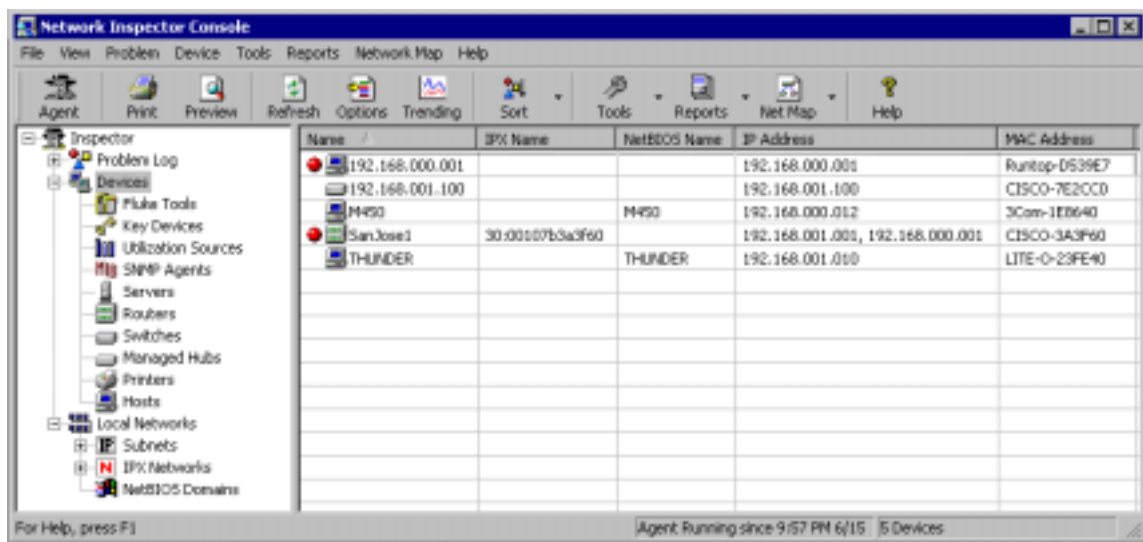 Network Inspector Console
File View Problem Device Tools Reports Network Map Help
Agent Print Preview Refresh Options Trending Sort Tools Reports Net Map Help
Inspector
Problem Log
Devices
Fluke Tools
Key Devices
Utilization Sources
SNMP Agents
Servers
Routers
Switches
Managed Hubs
Printers
Hosts
Local Networks
IP Subnets
N IPX Networks
NetBIOS Domains
Name IPX Name NetBIOS Name IP Address MAC Address
192.168.000.001 192.168.000.001 Runtop-D539E7
192.168.001.100 192.168.001.100 CISCO-7E2CCD
M450 M450 192.168.000.012 3Com-1E8640
SanJose1 30:00107b3a3f60 192.168.001.001, 192.168.000.001 CISCO-3A3F60
THUNDER THUNDER 192.168.001.010 LITE-O-23FE40
For Help, press F1 Agent Running since 9:57 PM 6/15 5 Devices